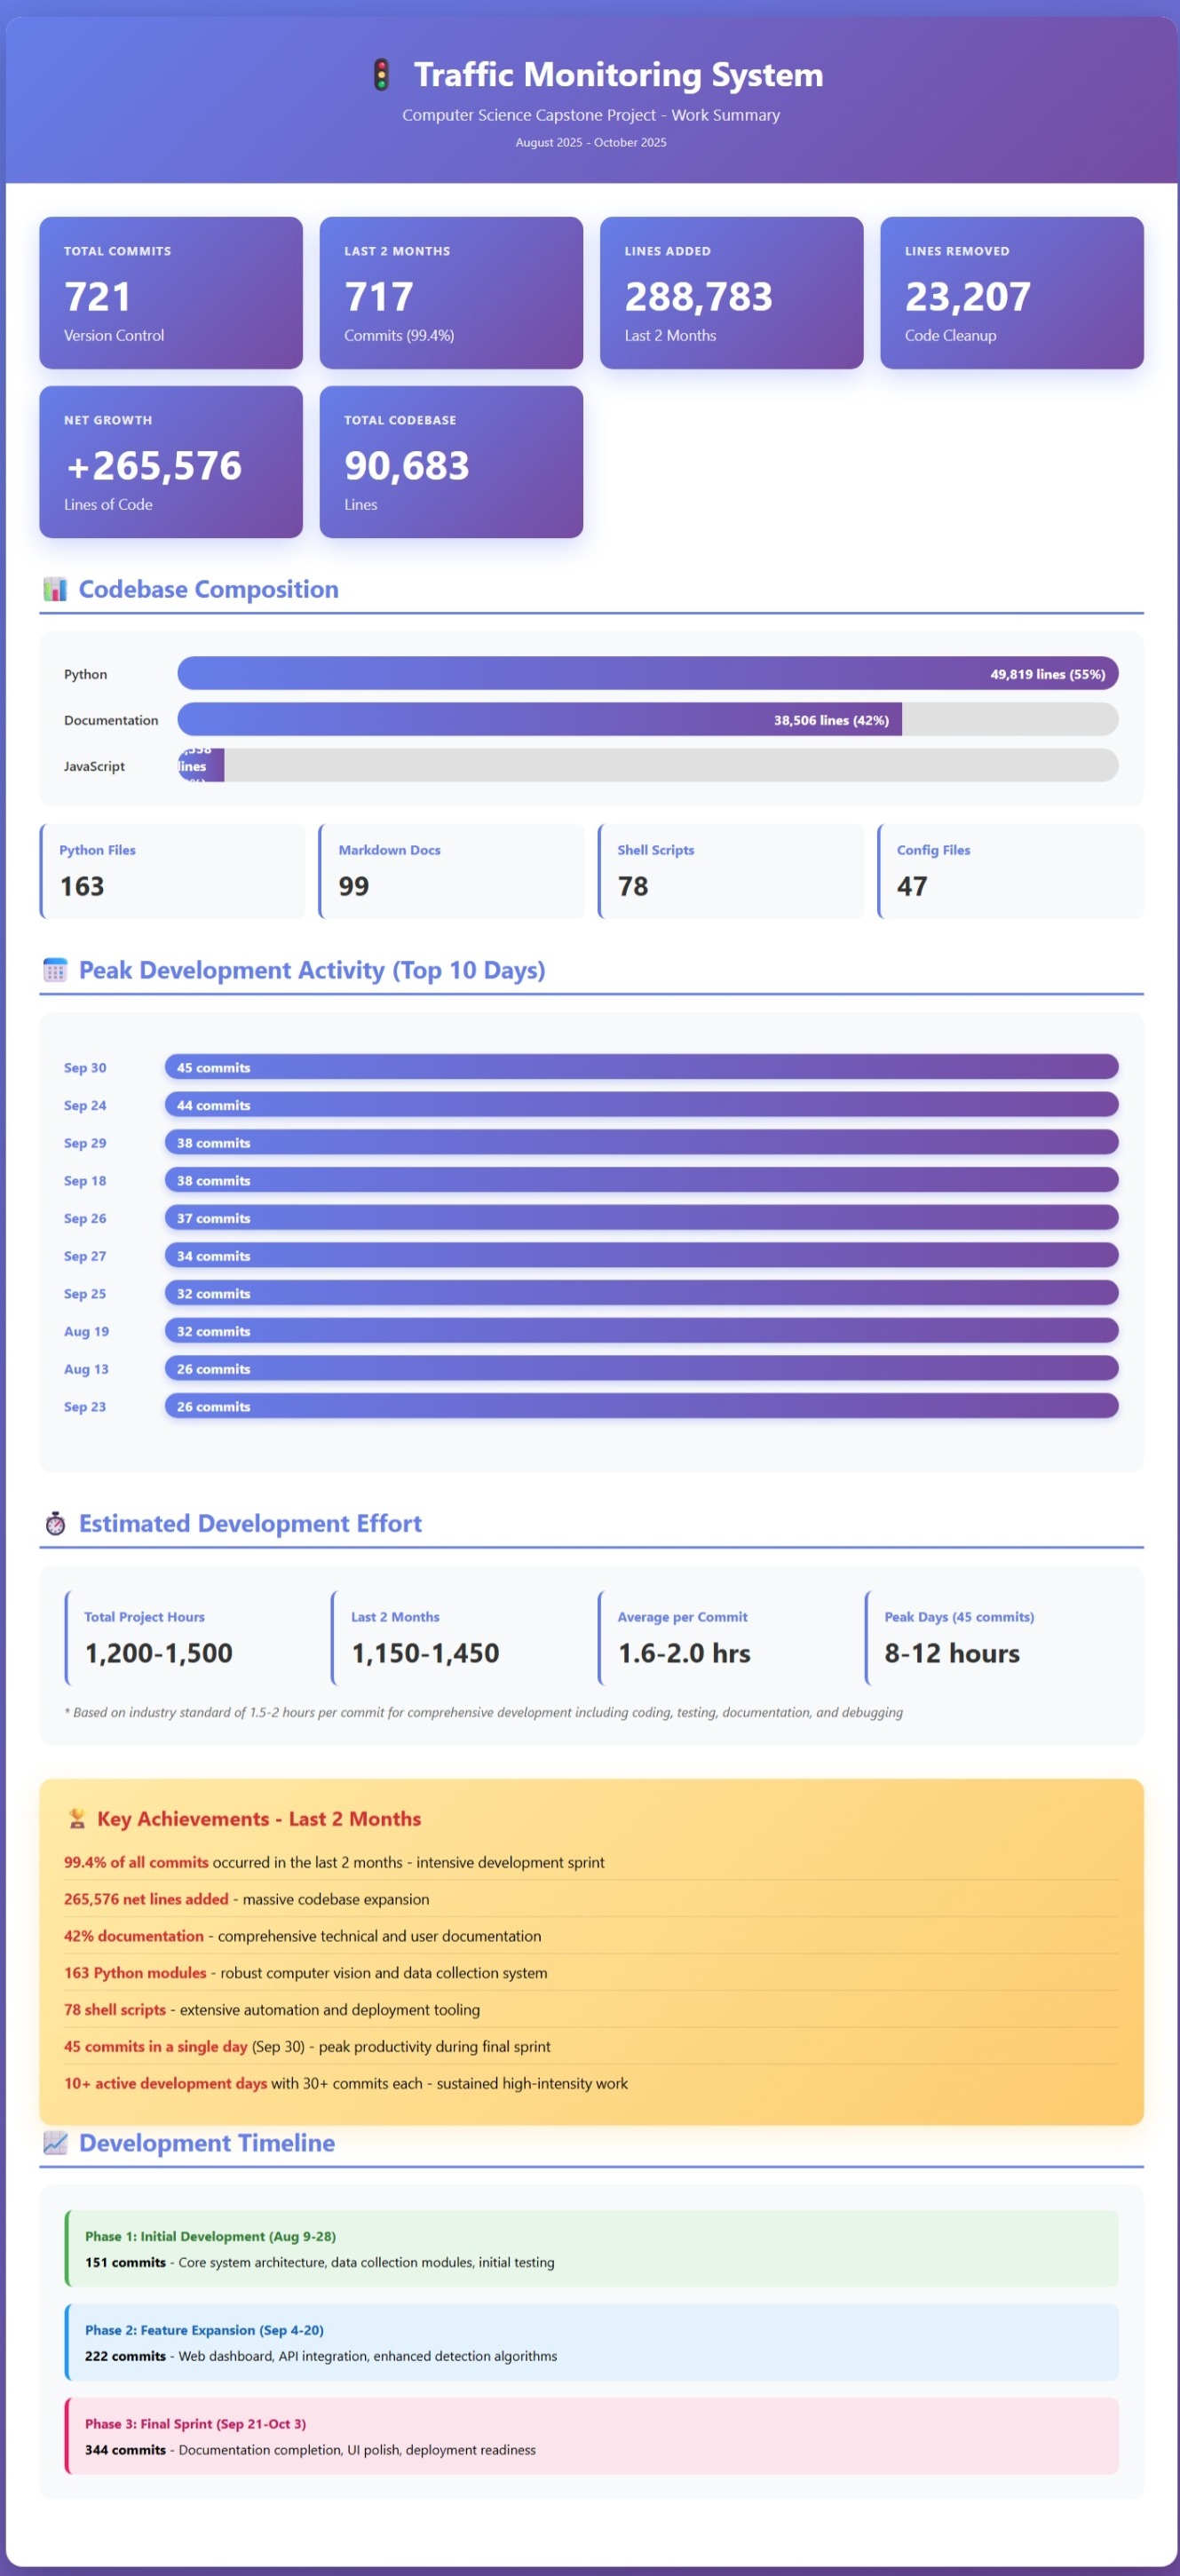 🚦 Traffic Monitoring System
Computer Science Capstone Project - Work Summary
August 2025 - October 2025
TOTAL COMMITS
721
Version Control
LAST 2 MONTHS
717
Commits (99.4%)
LINES ADDED
288,783
Last 2 Months
LINES REMOVED
23,207
Code Cleanup
NET GROWTH
+265,576
Lines of Code
TOTAL CODEBASE
90,683
Lines
📊 Codebase Composition
Python
49,819 lines (55%)
Documentation
38,506 lines (42%)
JavaScript
lines
Python Files
163
Markdown Docs
99
Shell Scripts
78
Config Files
47
Peak Development Activity (Top 10 Days)
Sep 30 45 commits
Sep 24 44 commits
Sep 29 38 commits
Sep 18 38 commits
Sep 26 37 commits
Sep 27 34 commits
Sep 25 32 commits
Aug 19 32 commits
Aug 13 26 commits
Sep 23 26 commits
⏱️ Estimated Development Effort
Total Project Hours
1,200-1,500
Last 2 Months
1,150-1,450
Average per Commit
1.6-2.0 hrs
Peak Days (45 commits)
8-12 hours
* Based on industry standard of 1.5-2 hours per commit for comprehensive development including coding, testing, documentation, and debugging
🏆 Key Achievements - Last 2 Months
99.4% of all commits occurred in the last 2 months - intensive development sprint
265,576 net lines added - massive codebase expansion
42% documentation - comprehensive technical and user documentation
163 Python modules - robust computer vision and data collection system
78 shell scripts - extensive automation and deployment tooling
45 commits in a single day (Sep 30) - peak productivity during final sprint
10+ active development days with 30+ commits each - sustained high-intensity work
📈 Development Timeline
Phase 1: Initial Development (Aug 9-28)
151 commits - Core system architecture, data collection modules, initial testing
Phase 2: Feature Expansion (Sep 4-20)
222 commits - Web dashboard, API integration, enhanced detection algorithms
Phase 3: Final Sprint (Sep 21-Oct 3)
344 commits - Documentation completion, UI polish, deployment readiness